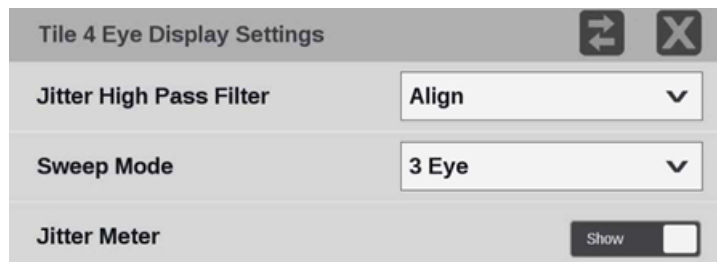 Tile 4 Eye Display Settings
Jitter High Pass Filter Align
Sweep Mode 3 Eye
Jitter Meter Show